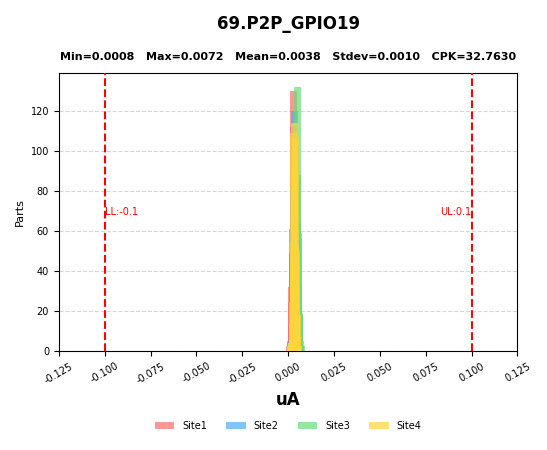 69.P2P_GPIO19
Min=0.0008 Max=0.0072 Mean=0.0038 Stdev=0.0010 CPK=32.7630
120
100
80
60
40
20
0
Parts
LL:-0.1
UL:0.1
-0.125 -0.100 -0.075 -0.050 -0.025 0.000 0.025 0.050 0.075 0.100 0.125
uA
Site1 Site2 Site3 Site4